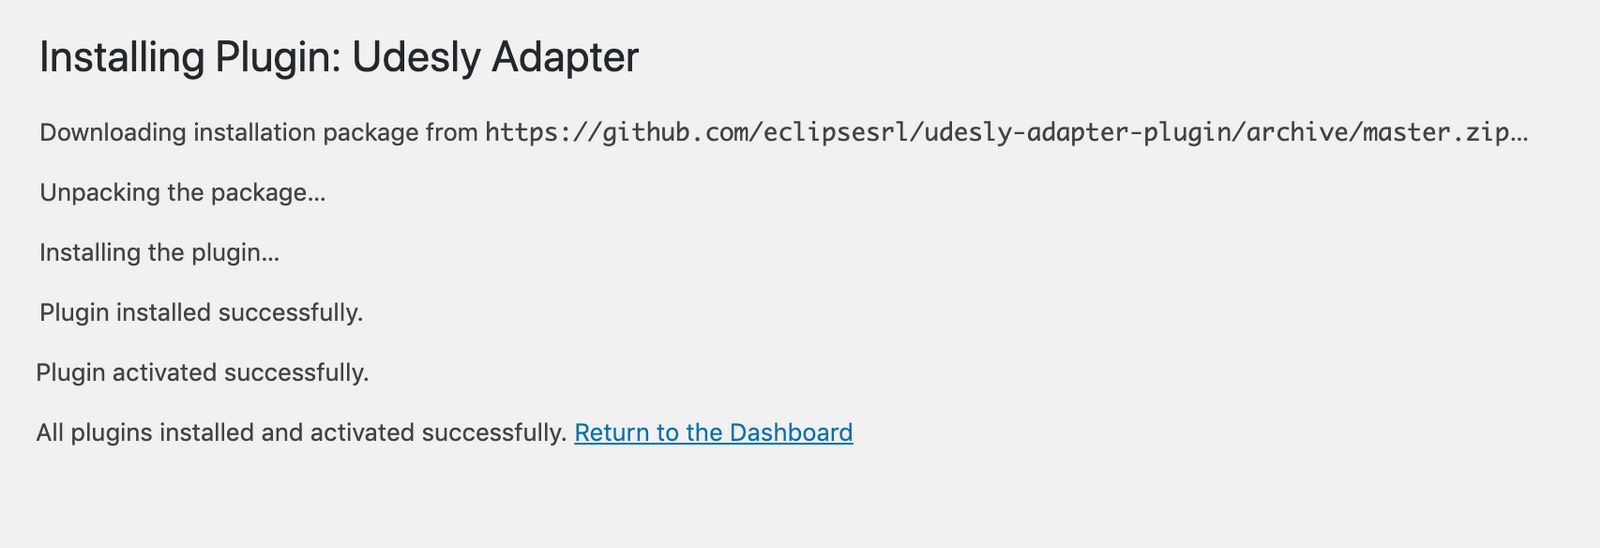 Installing Plugin: Udesly Adapter
Downloading installation package from https://github.com/eclipsesrl/udesly-adapter-plugin/archive/master.zip…
Unpacking the package…
Installing the plugin…
Plugin installed successfully.
Plugin activated successfully.
All plugins installed and activated successfully. Return to the Dashboard